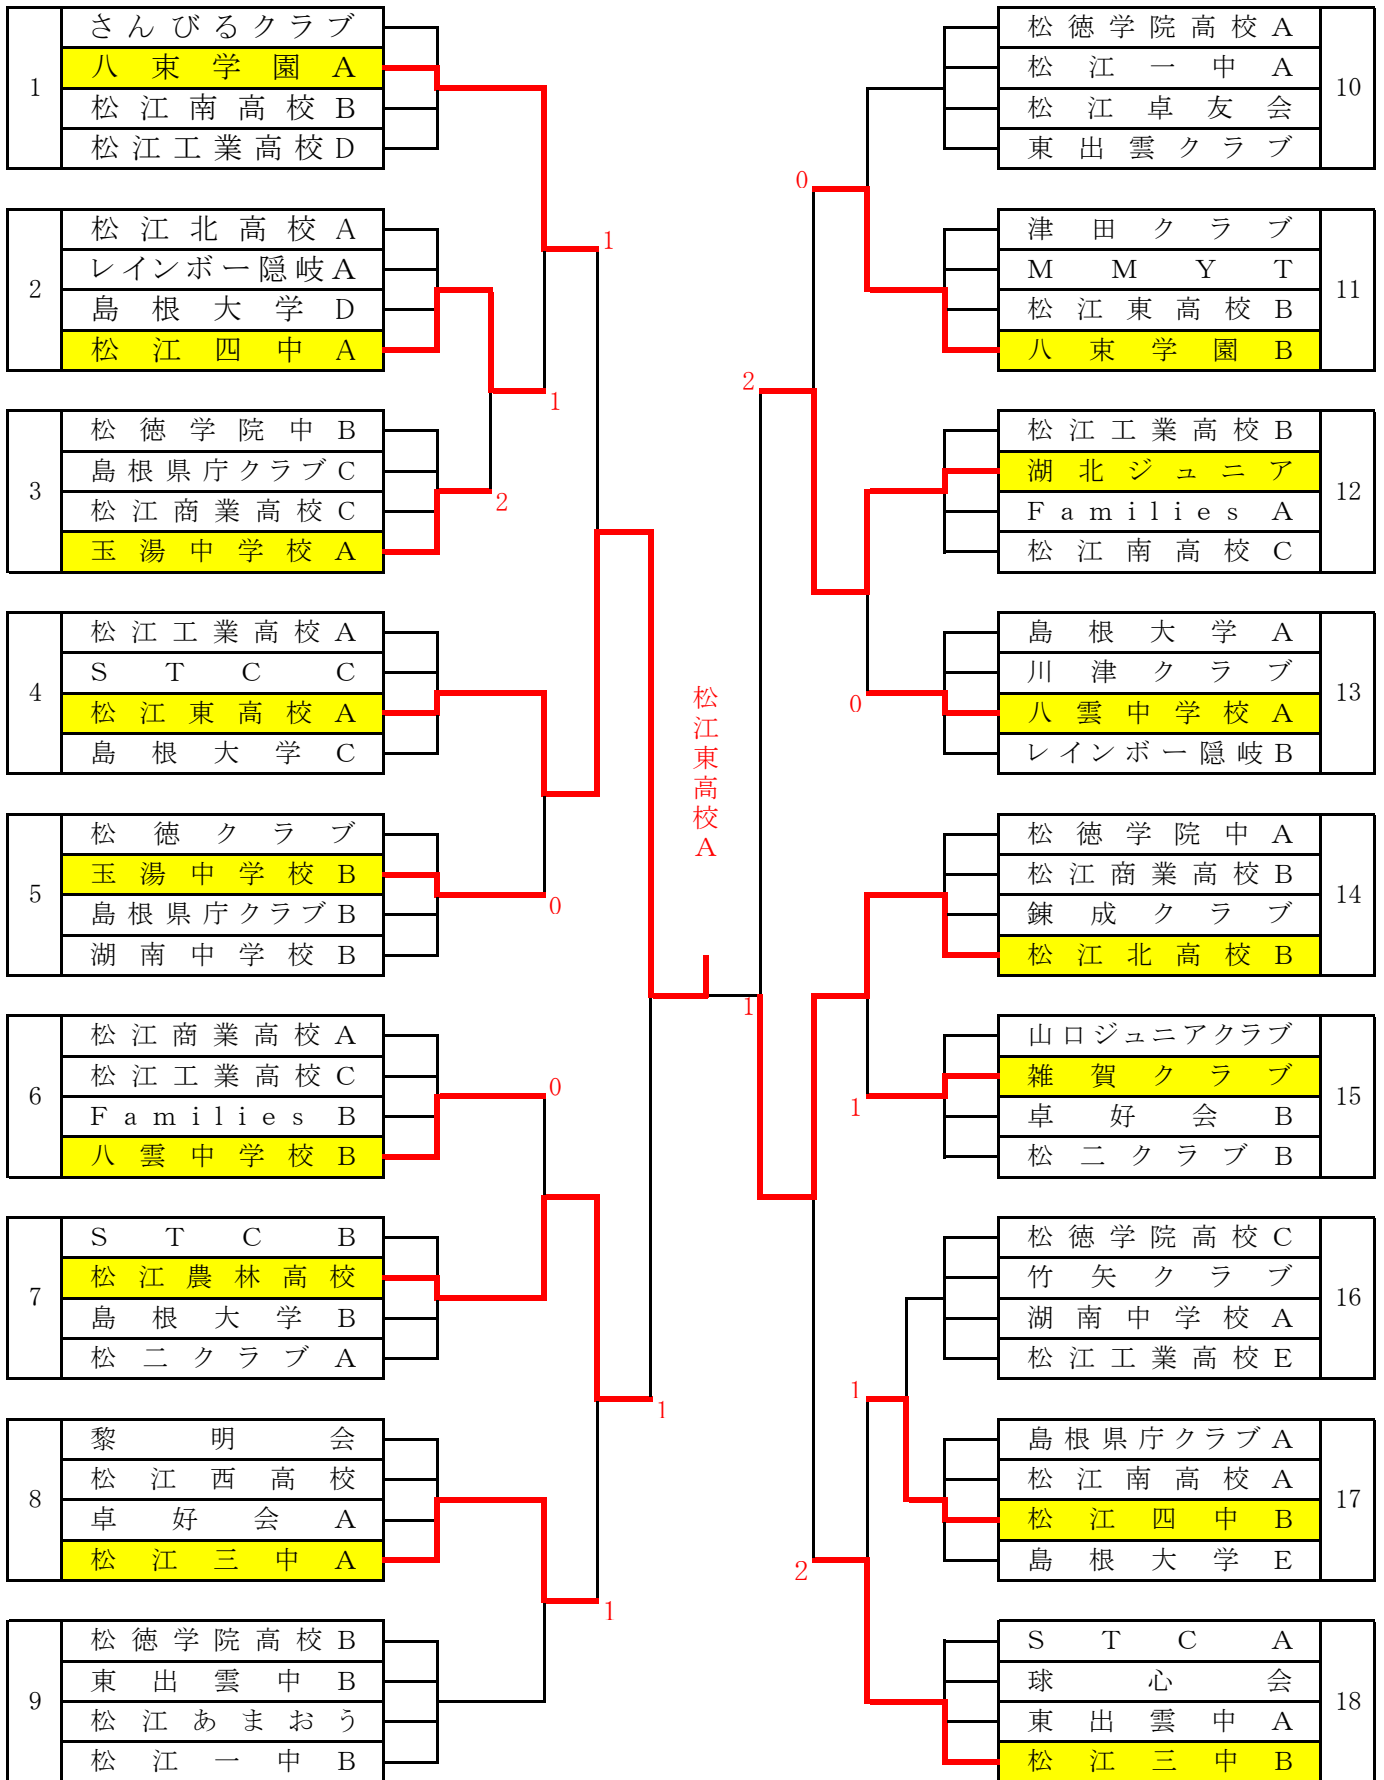 1
さんびるクラブ
八束学園A
松江南高校B
松江工業高校D
2
松江北高校A
レインボー隠岐A
島根大学D
松江四中A
3
松徳学院中B
島根県庁クラブC
松江商業高校C
玉湯中学校A
4
松江工業高校A
STCC
松江東高校A
島根大学C
5
松徳クラブ
玉湯中学校B
島根県庁クラブB
湖南中学校B
6
松江商業高校A
松江工業高校C
Families B
八雲中学校B
7
STCB
松江農林高校
島根大学B
松二クラブA
8
黎明会
松江西高校
卓好会A
松江三中A
9
松徳学院高校B
東出雲中B
松江あまおう
松江一中B
1
1
2
0
0
1
1
松江東高校A
0
2
0
1
1
1
2
松徳学院高校A
松江一中A
松江卓友会
東出雲クラブ
10
津田クラブ
MMYT
松江東高校B
八束学園B
11
松江工業高校B
湖北ジュニア
Families A
松江南高校C
12
島根大学A
川津クラブ
八雲中学校A
レインボー隠岐B
13
松徳学院中A
松江商業高校B
錬成クラブ
松江北高校B
14
山口ジュニアクラブ
雑賀クラブ
卓好会B
松二クラブB
15
松徳学院高校C
竹矢クラブ
湖南中学校A
松江工業高校E
16
島根県庁クラブA
松江南高校A
松江四中B
島根大学E
17
STCA
球心会
東出雲中A
松江三中B
18